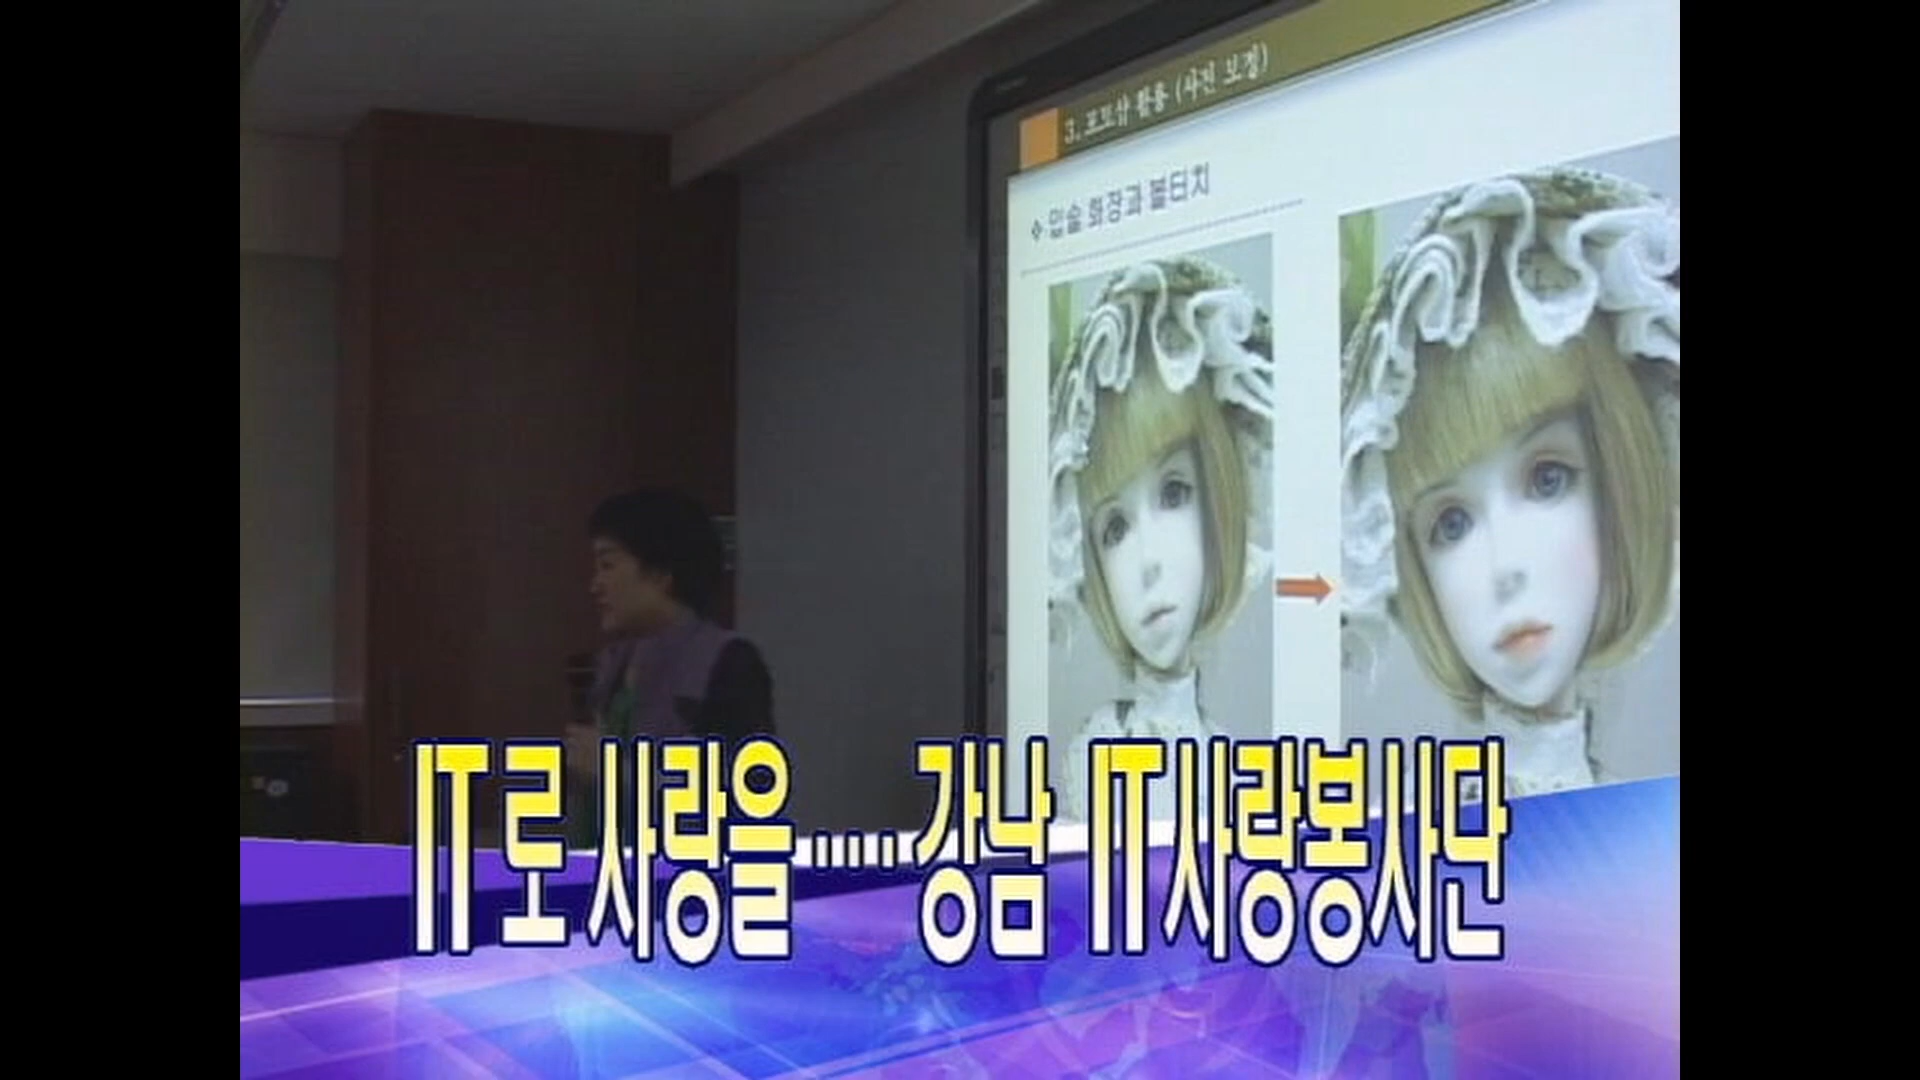 3. 포토샵 활용 (사진 보정)
❖ 입술 화장과 볼터치
IT로 사랑을 ···· 강남 IT사랑봉사단